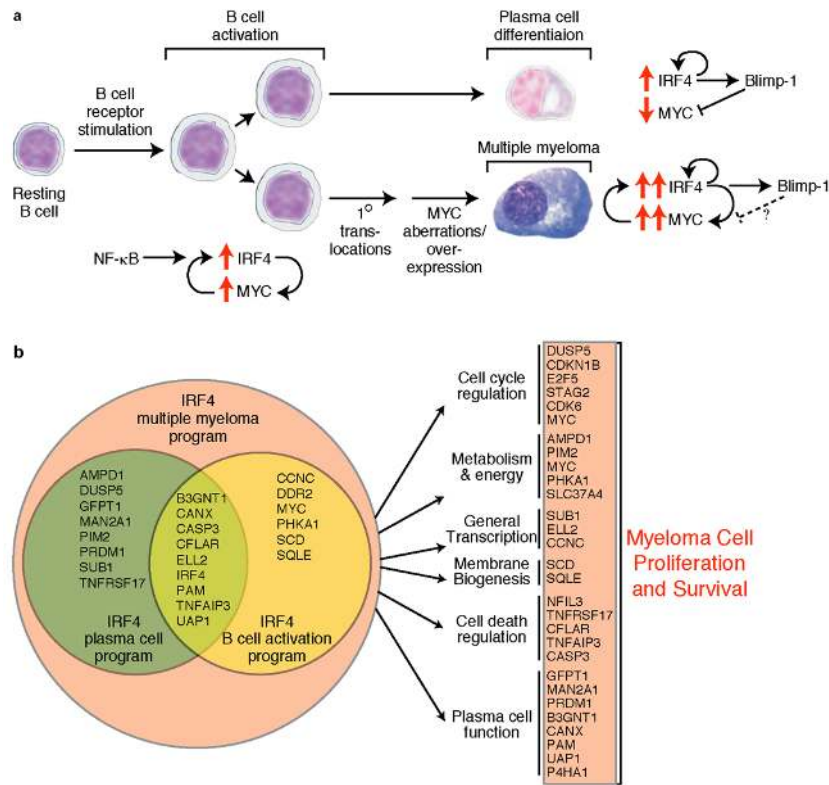 a
B cell
activation
Plasma cell
differentiaion
B cell
receptor
stimulation
Resting
B cell
IRF4
Blimp-1
MYC
Multiple myeloma
IRF4
Blimp-1
MYC
?
1o
trans-
locations
MYC
aberrations/
over-
expression
NF-κB
IRF4
MYC
b
IRF4
multiple myeloma
program
AMPD1
DUSP5
GFPT1
MAN2A1
PIM2
PRDM1
SUB1
TNFRSF17
IRF4
plasma cell
program
B3GNT1
CANX
CASP3
CFLAR
ELL2
IRF4
PAM
TNFAIP3
UAP1
CCNC
DDR2
MYC
PHKA1
SCD
SQLE
IRF4
B cell activation
program
Cell cycle
regulation
DUSP5
CDKN1B
E2F5
STAG2
CDK6
MYC
Metabolism
& energy
AMPD1
PIM2
MYC
PHKA1
SLC37A4
General
Transcription
SUB1
ELL2
CCNC
Membrane
Biogenesis
SCD
SQLE
Cell death
regulation
NFIL3
TNFRSF17
CFLAR
TNFAIP3
CASP3
Plasma cell
function
GFPT1
MAN2A1
PRDM1
B3GNT1
CANX
PAM
UAP1
P4HA1
Myeloma Cell
Proliferation
and Survival